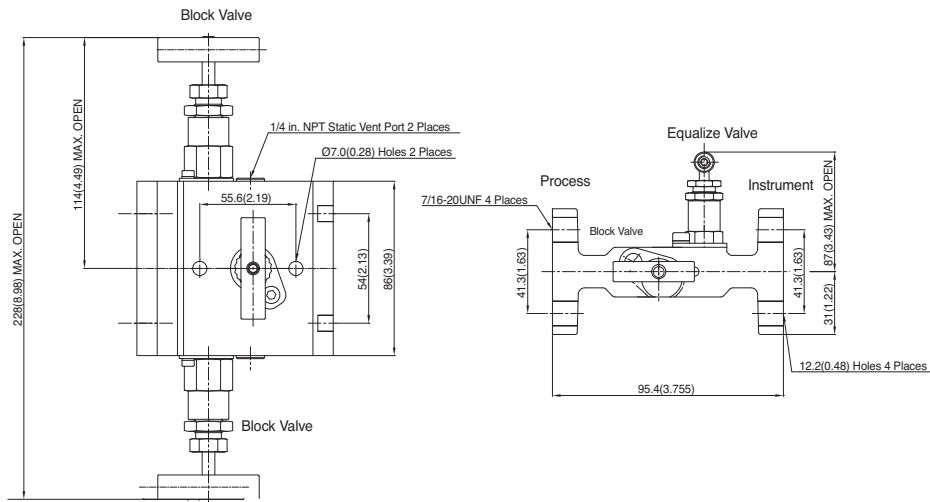 Block Valve
228(8.98) MAX. OPEN
114(4.49) MAX. OPEN
1/4 in. NPT Static Vent Port 2 Places
Ø7.0(0.28) Holes 2 Places
55.6(2.19)
54(2.13)
86(3.39)
Block Valve
Equalize Valve
Process
Instrument
7/16-20UNF 4 Places
Block Valve
41.3(1.63)
41.3(1.63)
87(3.43) MAX. OPEN
31(1.22)
12.2(0.48) Holes 4 Places
95.4(3.755)